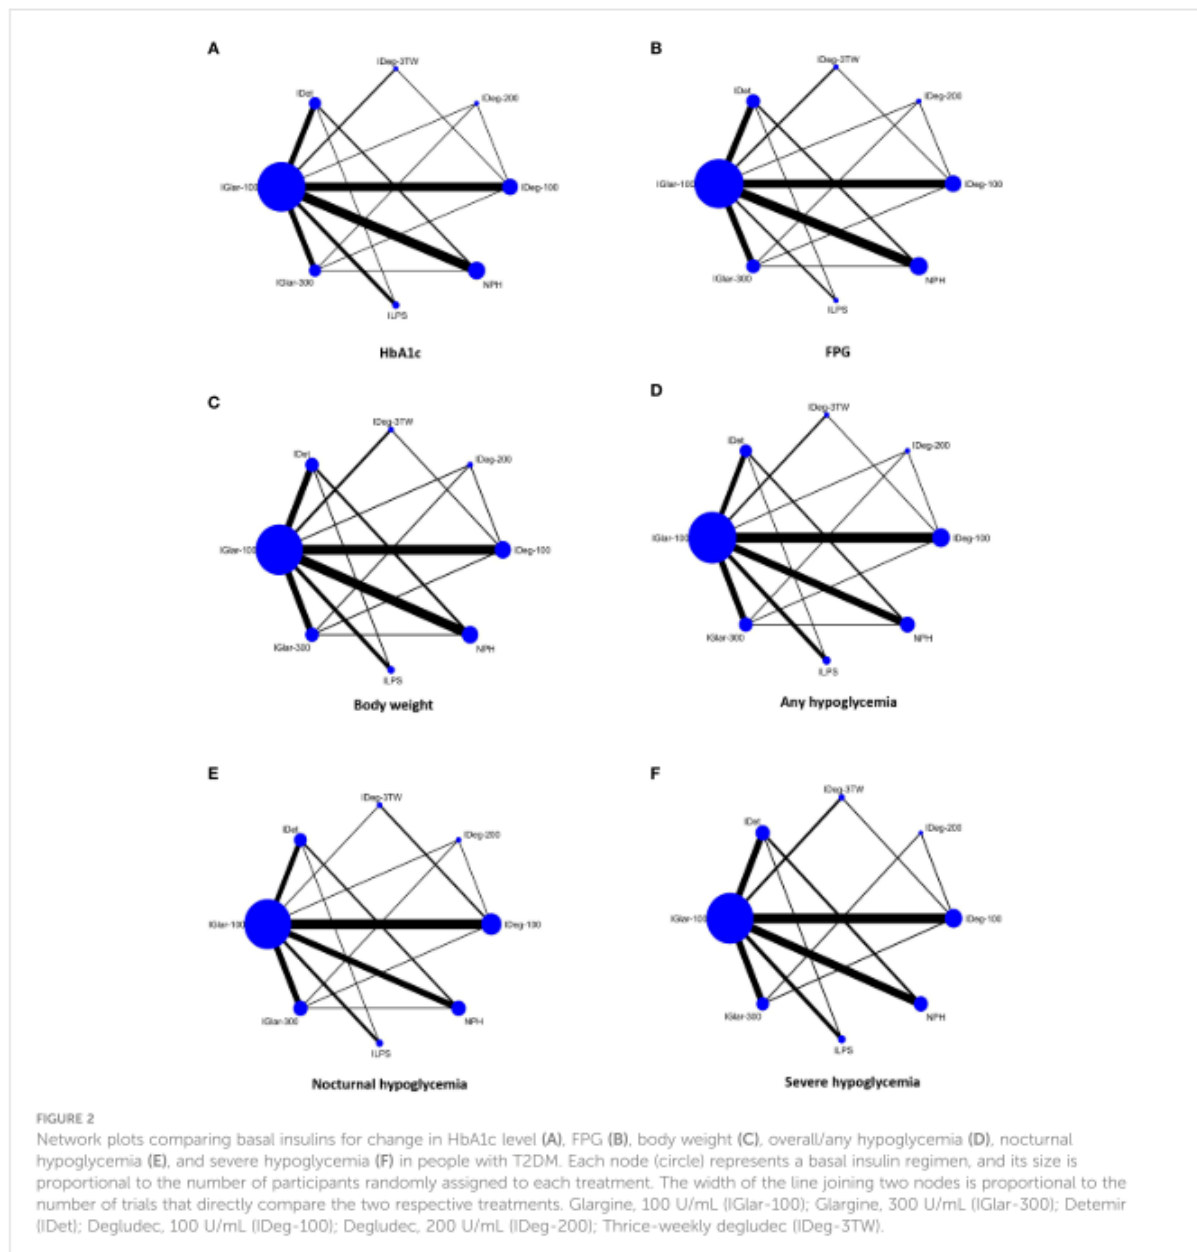 A
IDeg-3TW
IDet
IDeg-200
IGlar-100
IDeg-100
IGlar-300
NPH
ILPS
HbA1c
B
IDeg-3TW
IDet
IDeg-200
IGlar-100
IDeg-100
IGlar-300
NPH
ILPS
FPG
C
IDeg-3TW
IDet
IDeg-200
IGlar-100
IDeg-100
IGlar-300
NPH
ILPS
Body weight
D
IDeg-3TW
IDet
IDeg-200
IGlar-100
IDeg-100
IGlar-300
NPH
ILPS
Any hypoglycemia
E
IDeg-3TW
IDet
IDeg-200
IGlar-100
IDeg-100
IGlar-300
NPH
ILPS
Nocturnal hypoglycemia
F
IDeg-3TW
IDet
IDeg-200
IGlar-100
IDeg-100
IGlar-300
NPH
ILPS
Severe hypoglycemia
FIGURE 2
Network plots comparing basal insulins for change in HbA1c level (A), FPG (B), body weight (C), overall/any hypoglycemia (D), nocturnal
hypoglycemia (E), and severe hypoglycemia (F) in people with T2DM. Each node (circle) represents a basal insulin regimen, and its size is
proportional to the number of participants randomly assigned to each treatment. The width of the line joining two nodes is proportional to the
number of trials that directly compare the two respective treatments. Glargine, 100 U/mL (IGlar-100); Glargine, 300 U/mL (IGlar-300); Detemir
(IDet); Degludec, 100 U/mL (IDeg-100); Degludec, 200 U/mL (IDeg-200); Thrice-weekly degludec (IDeg-3TW).